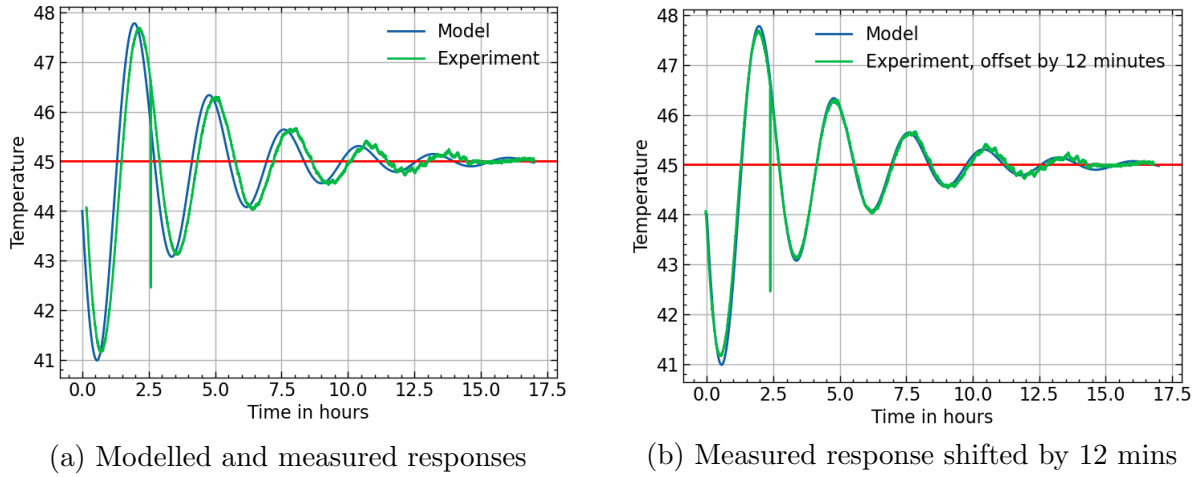 48
47
46
45
44
43
42
41
Temperature
Model
Experiment
0.0 2.5 5.0 7.5 10.0 12.5 15.0 17.5
Time in hours
(a) Modelled and measured responses
48
47
46
45
44
43
42
41
Temperature
Model
Experiment, offset by 12 minutes
0.0 2.5 5.0 7.5 10.0 12.5 15.0 17.5
Time in hours
(b) Measured response shifted by 12 mins